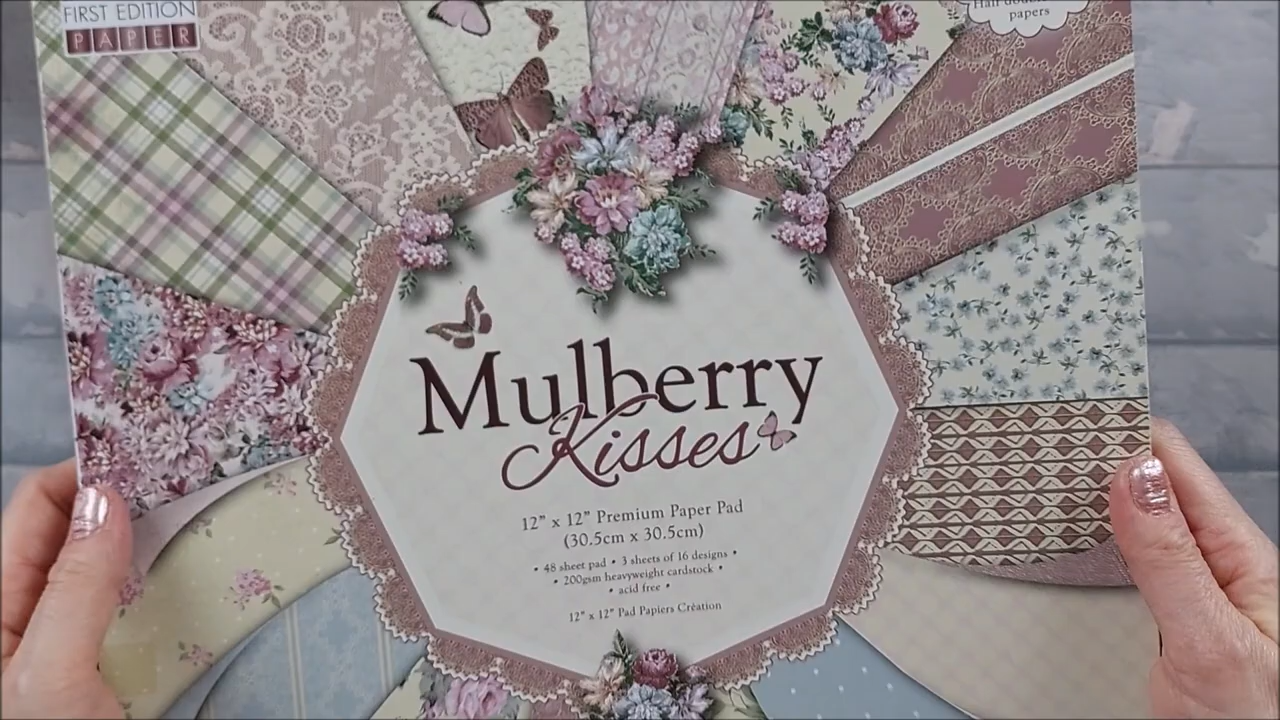 FIRST EDITION
PAPER
papers
Mulberry
Kisses
12” x 12” Premium Paper Pad
(30.5cm x 30.5cm)
• 48 sheet pad • 3 sheets of 16 designs •
• 200gsm heavyweight cardstock •
• acid free •
12” x 12” Pad Papiers Crèation